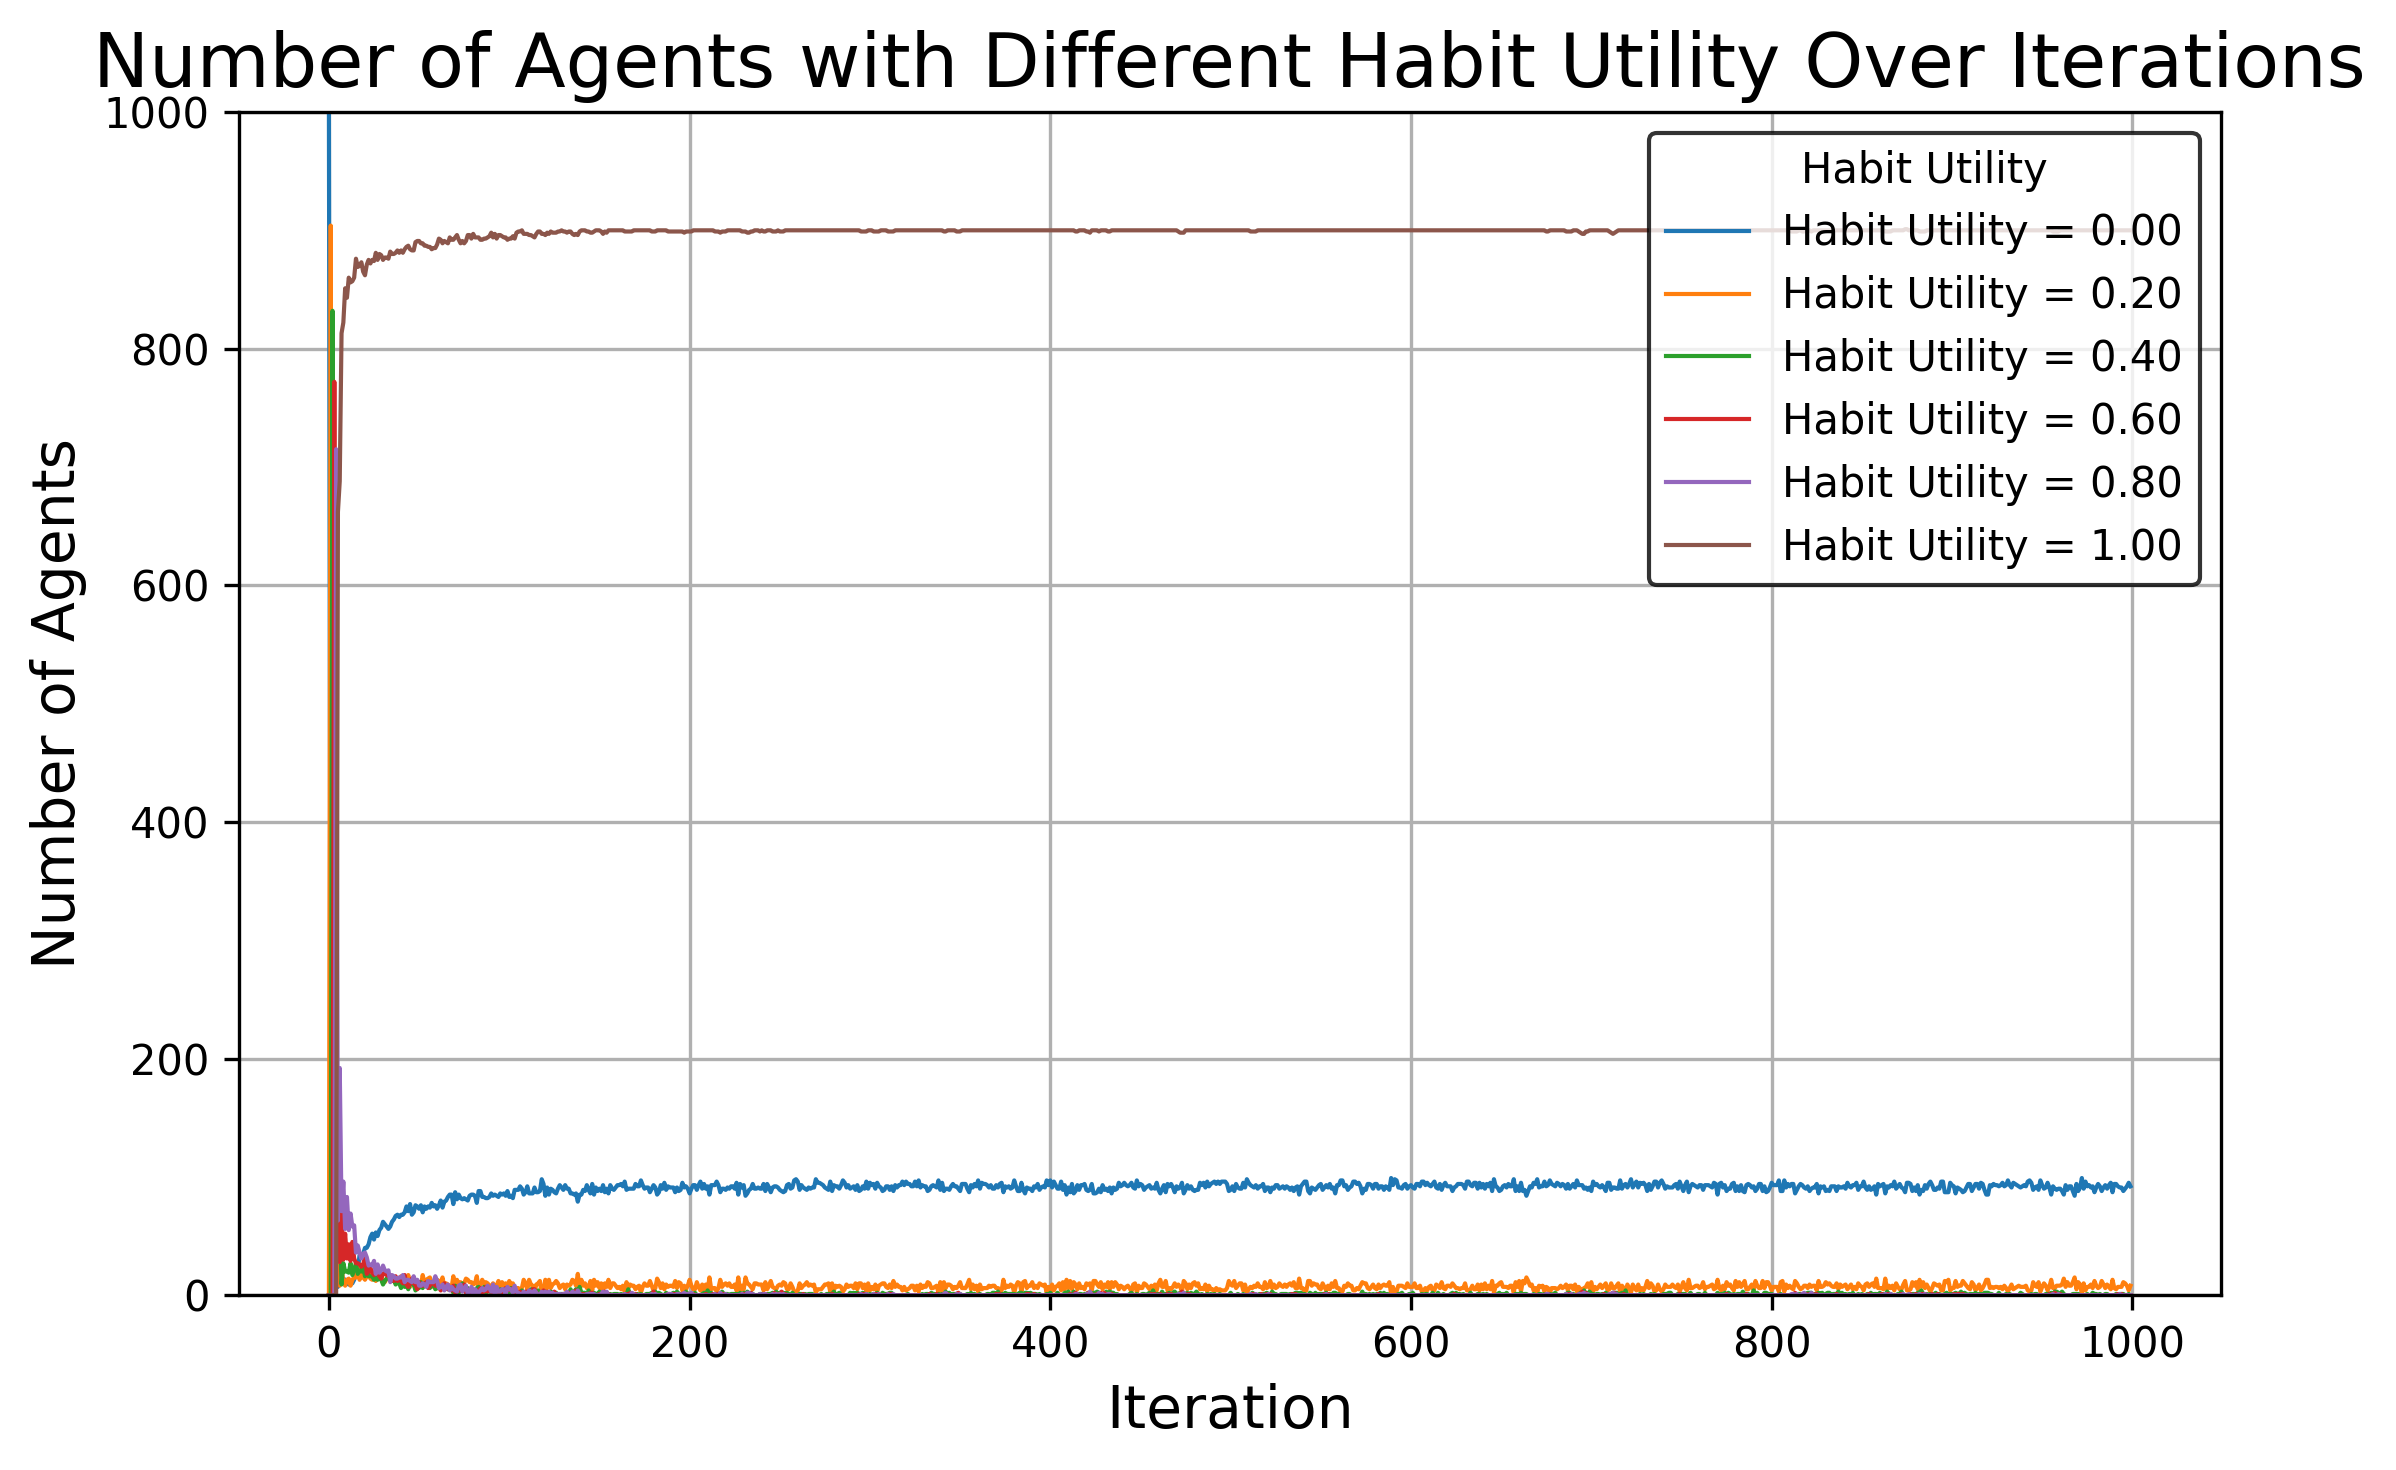 Number of Agents with Different Habit Utility Over Iterations
1000
800
600
400
200
0
Number of Agents
Habit Utility
Habit Utility = 0.00
Habit Utility = 0.20
Habit Utility = 0.40
Habit Utility = 0.60
Habit Utility = 0.80
Habit Utility = 1.00
0 200 400 600 800 1000
Iteration